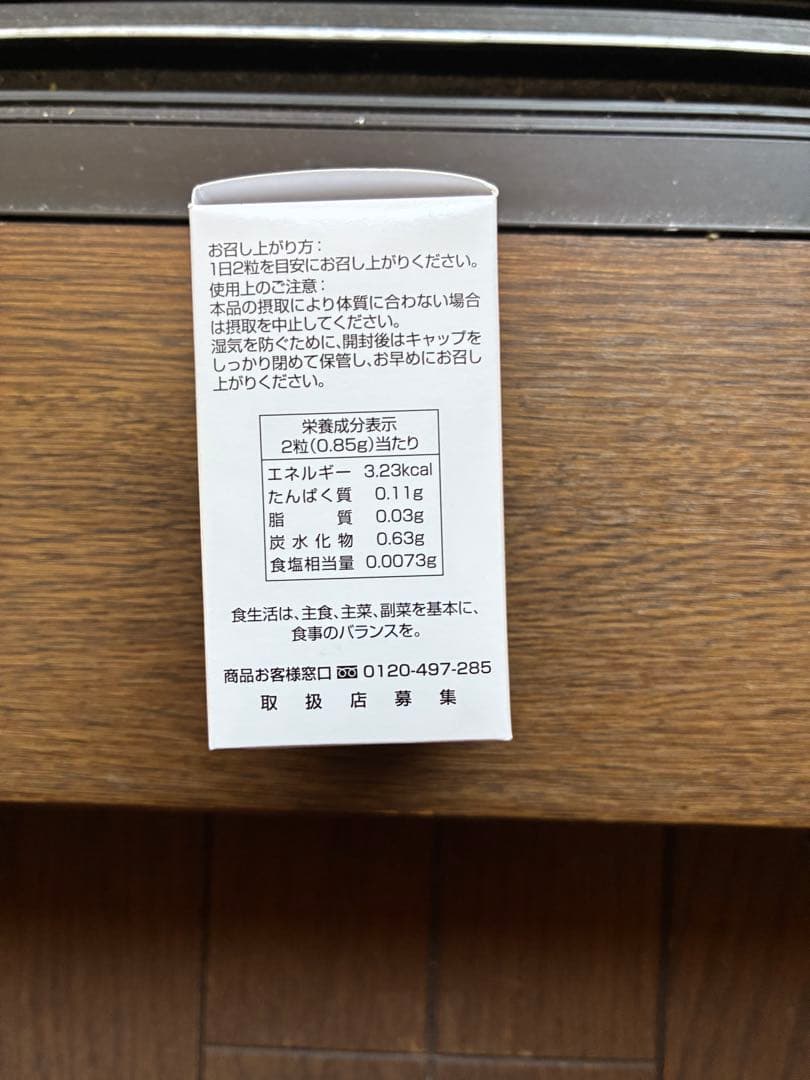 お召し上がり方：
1日2粒を目安にお召し上がりください。
使用上のご注意：
本品の摂取により体質に合わない場合
は摂取を中止してください。
湿気を防ぐために、開封後はキャップを
しっかり閉めて保管し、お早めにお召し
上がりください。
栄養成分表示
2粒(0.85g)当たり
エネルギー 3.23kcal
たんぱく質 0.11g
脂質 0.03g
炭水化物 0.63g
食塩相当量 0.0073g
食生活は、主食、主菜、副菜を基本に、
食事のバランスを。
商品お客様窓口 0120-497-285
取扱店募集